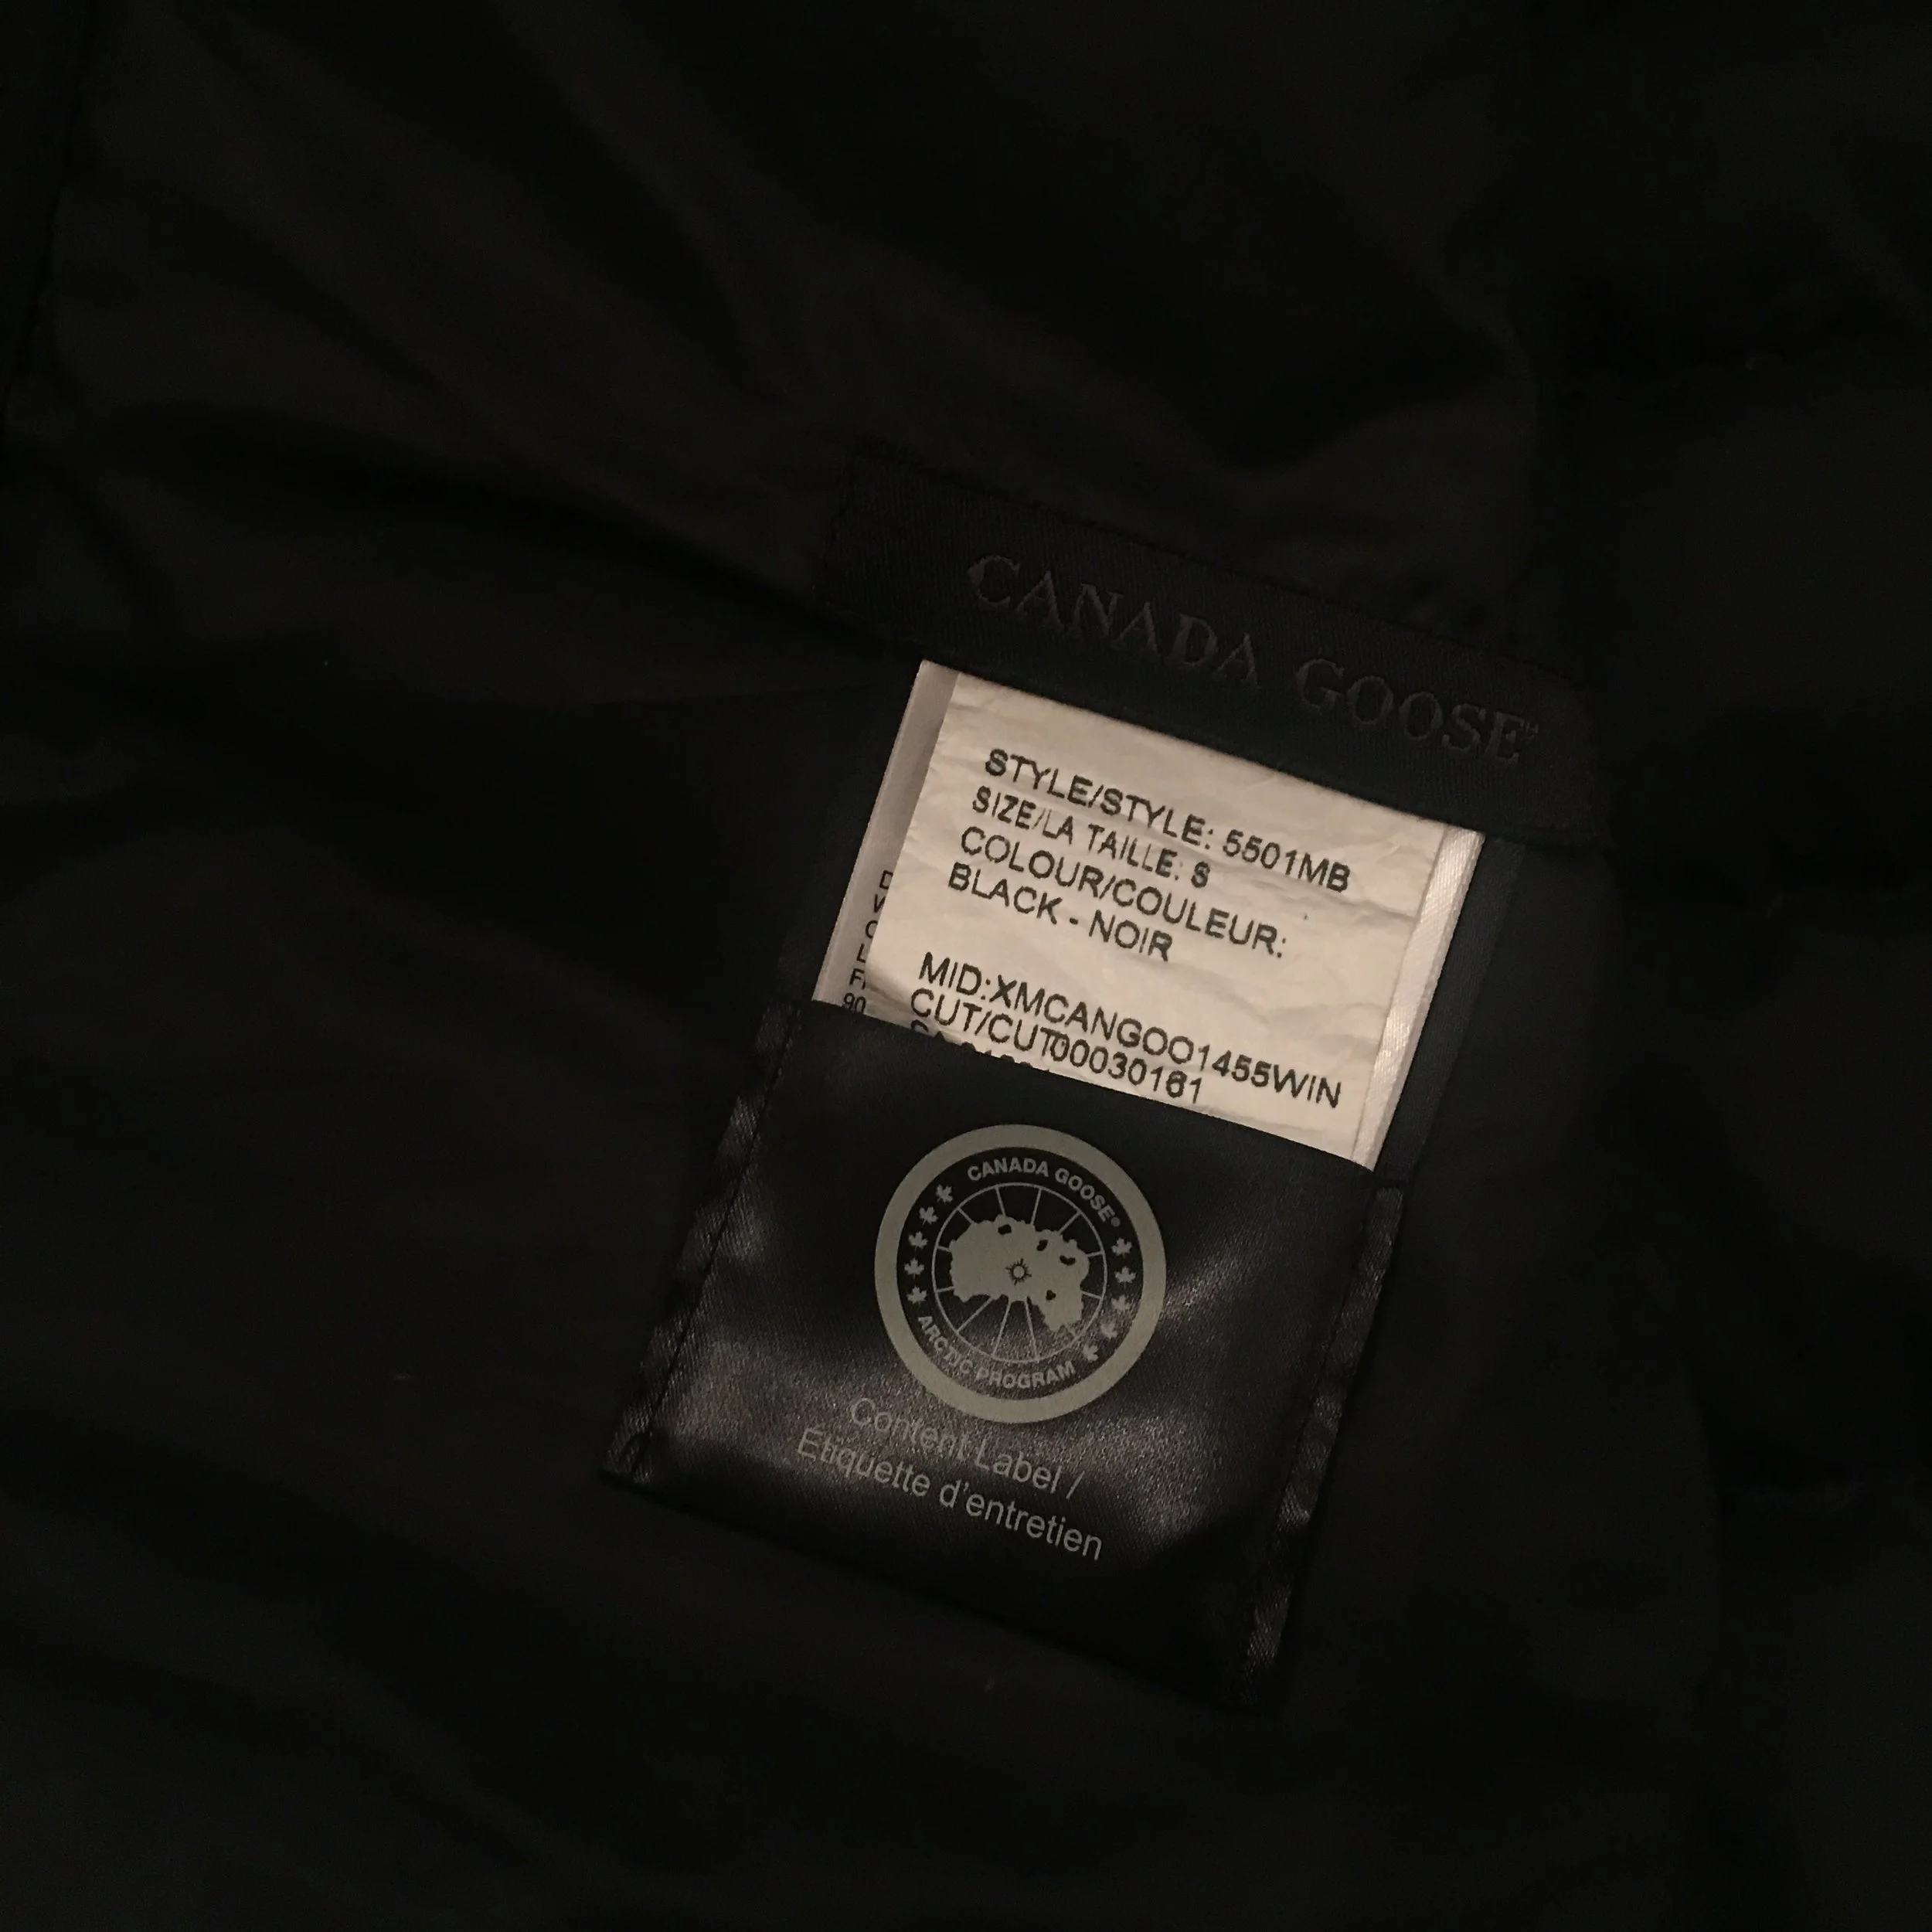 CANADA GOOSE®
STYLE/STYLE: 5501MB
SIZE/LA TAILLE: S
COLOUR/COULEUR:
BLACK - NOIR
MID:XMCANGOO1455WIN
CUT/CUT00030161
90
CANADA GOOSE®
ARCTIC PROGRAM
Content Label /
Étiquette d'entretien